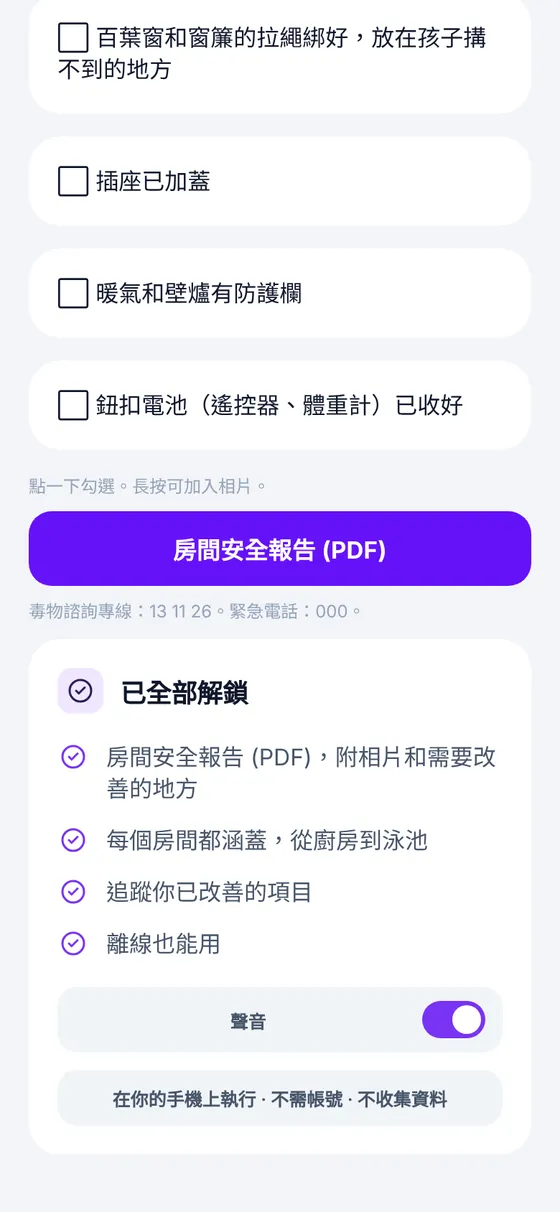 百葉窗和窗簾的拉繩綁好，放在孩子搆
不到的地方
插座已加蓋
暖氣和壁爐有防護欄
鈕扣電池（遙控器、體重計）已收好
點一下勾選。長按可加入相片。
房間安全報告 (PDF)
毒物諮詢專線：13 11 26。緊急電話：000。
已全部解鎖
房間安全報告 (PDF)，附相片和需要改
善的地方
每個房間都涵蓋，從廚房到泳池
追蹤你已改善的項目
離線也能用
聲音
在你的手機上執行 · 不需帳號 · 不收集資料